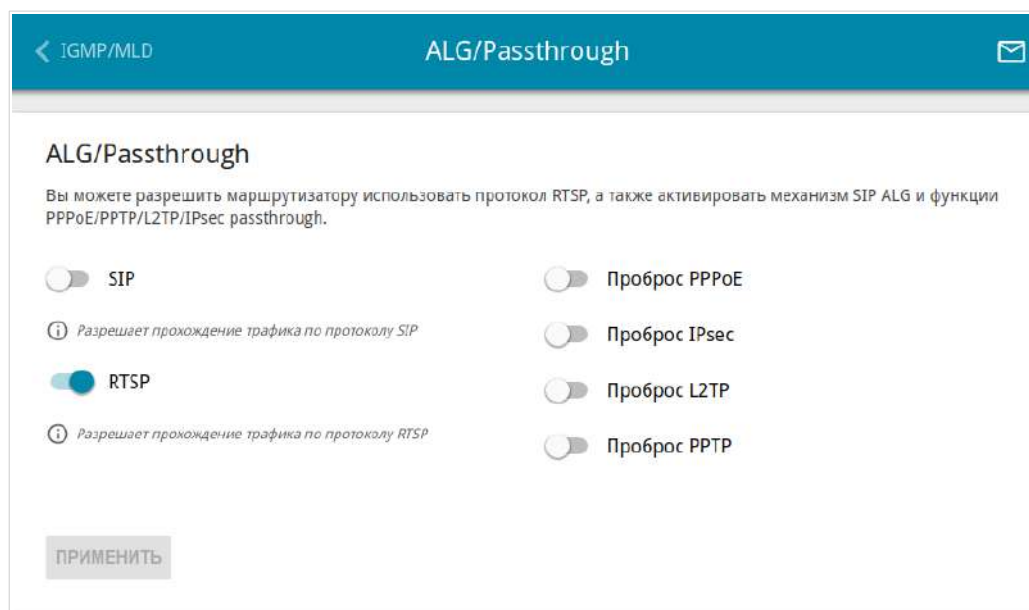 IGMP/MLD
ALG/Passthrough
ALG/Passthrough
Вы можете разрешить маршрутизатору использовать протокол RTSP, а также активировать механизм SIP ALG и функции
PPPoE/PPTP/L2TP/IPsec passthrough.
SIP
Разрешает прохождение трафика по протоколу SIP
RTSP
Разрешает прохождение трафика по протоколу RTSP
Проброс PPPoE
Проброс IPsec
Проброс L2TP
Проброс PPTP
ПРИМЕНИТЬ